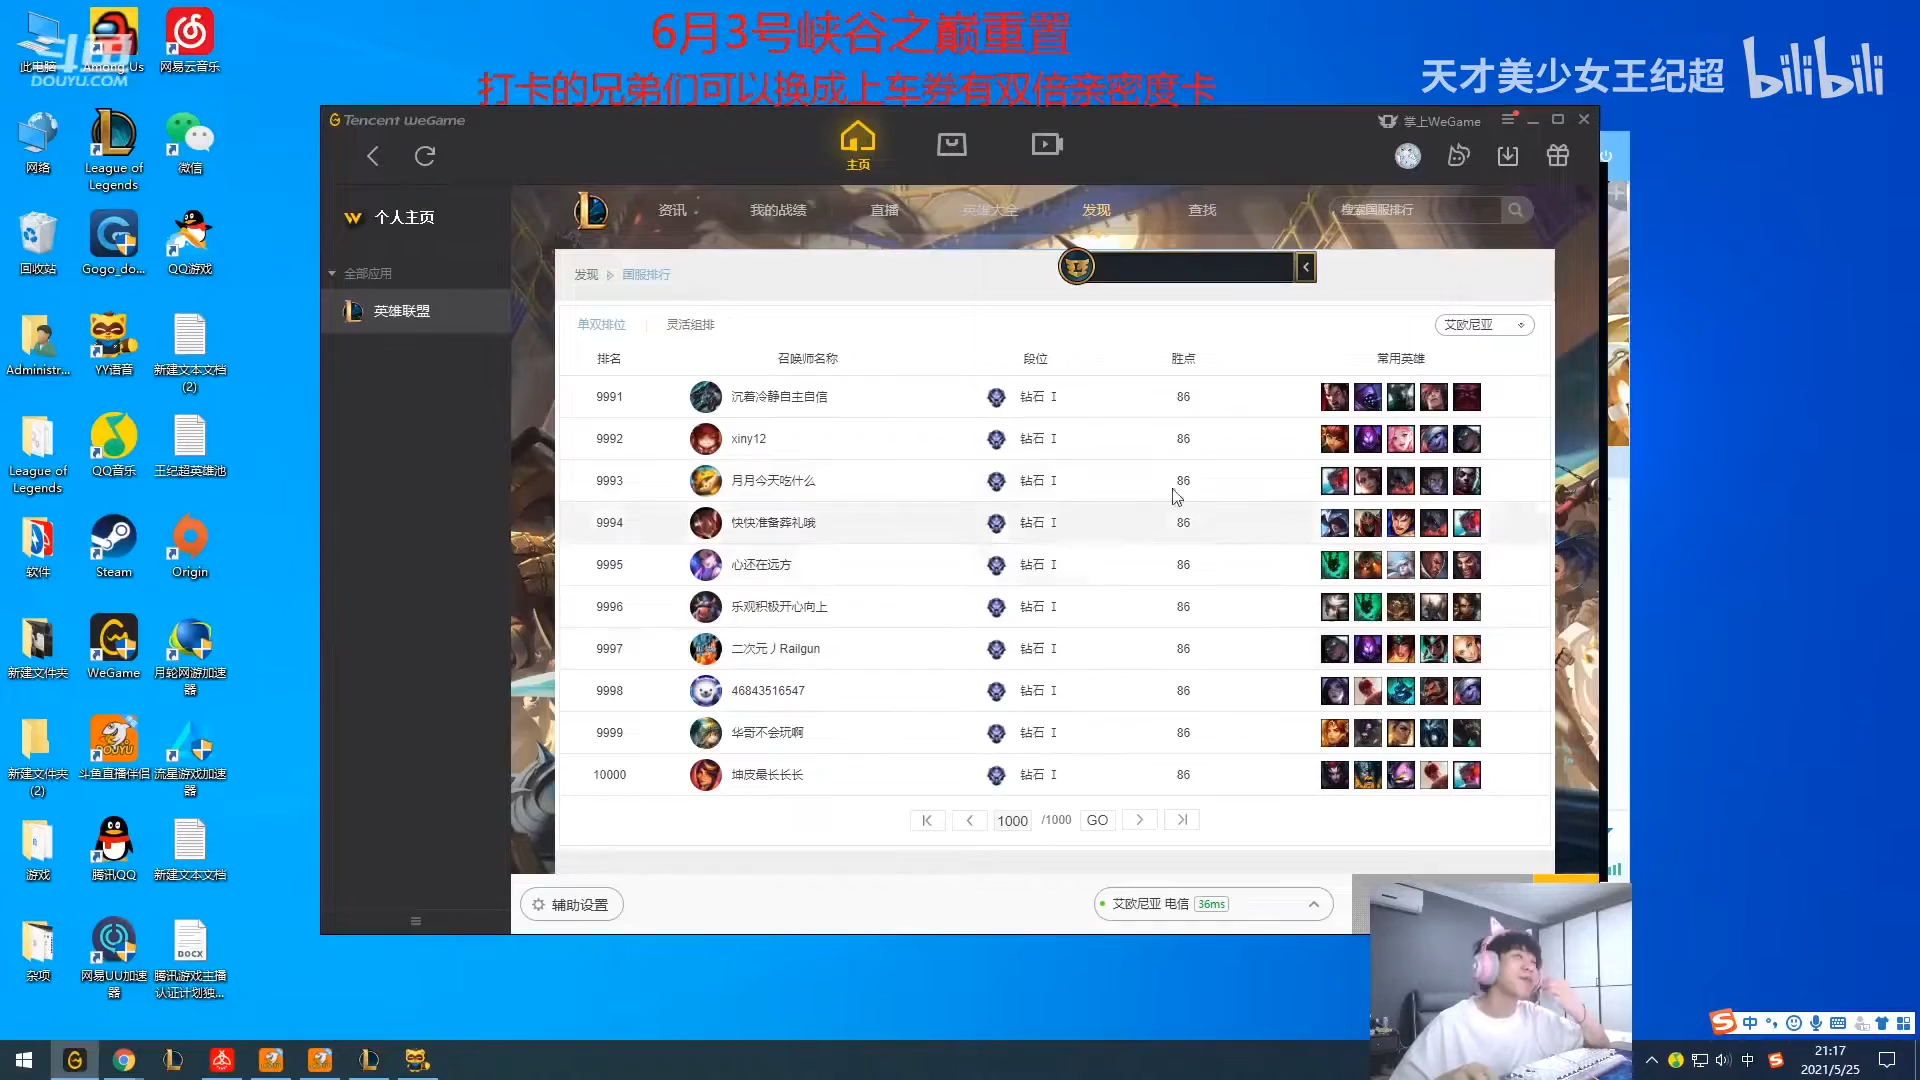 6月3号峡谷之巅重置
打卡的兄弟们可以换成上车券有双倍亲密度卡
天才美少女王纪超 bilibili
斗鱼
DOUYU.COM
此电脑
Among Us
网易云音乐
网络
League of Legends
微信
回收站
Gogo_do...
QQ游戏
Administr...
YY语音
新建文本文档 (2)
League of Legends
QQ音乐
王纪超英雄池
软件
Steam
Origin
新建文件夹
WeGame
月轮网游加速器
新建文件夹 (2)
斗鱼直播伴侣
流星游戏加速器
游戏
腾讯QQ
新建文本文档
杂项
网易UU加速器
腾讯游戏主播认证计划独...
Tencent WeGame
掌上WeGame
主页
个人主页
全部应用
英雄联盟
资讯
我的战绩
直播
英雄大全
发现
查找
搜索国服排行
发现
国服排行
单双排位
灵活组排
艾欧尼亚
排名 召唤师名称 段位 胜点 常用英雄
9991 沉着冷静自主自信 钻石 I 86
9992 xiny12 钻石 I 86
9993 月月今天吃什么 钻石 I 86
9994 快快准备葬礼哦 钻石 I 86
9995 心还在远方 钻石 I 86
9996 乐观积极开心向上 钻石 I 86
9997 二次元丿Railgun 钻石 I 86
9998 46843516547 钻石 I 86
9999 华哥不会玩啊 钻石 I 86
10000 坤皮最长长长 钻石 I 86
1000 /1000 GO
辅助设置
艾欧尼亚 电信 36ms
中
中
21:17
2021/5/25